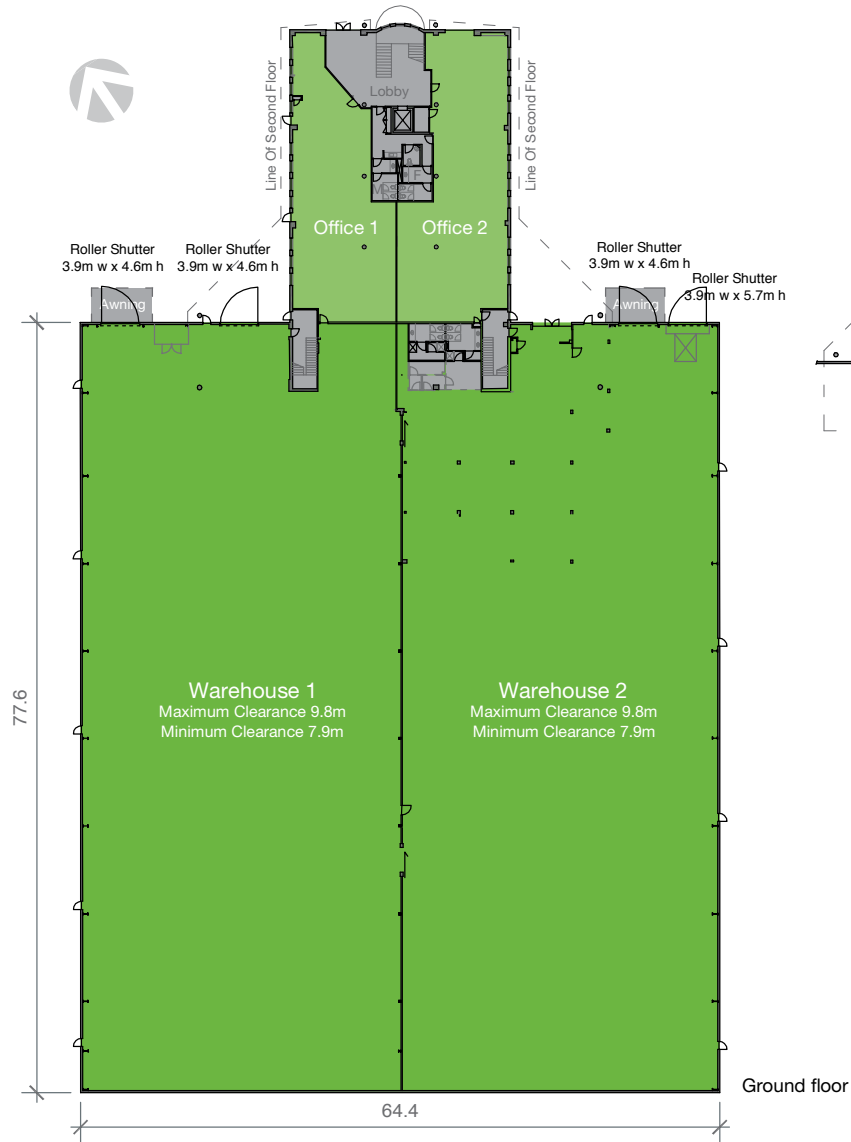 Lobby
Line Of Second Floor
Line Of Second Floor
M
F
Office 1
Office 2
Roller Shutter
3.9m w x 4.6m h
Roller Shutter
3.9m w x 4.6m h
Roller Shutter
3.9m w x 4.6m h
Roller Shutter
3.9m w x 5.7m h
Awning
Awning
77.6
Warehouse 1
Maximum Clearance 9.8m
Minimum Clearance 7.9m
Warehouse 2
Maximum Clearance 9.8m
Minimum Clearance 7.9m
Ground floor
64.4